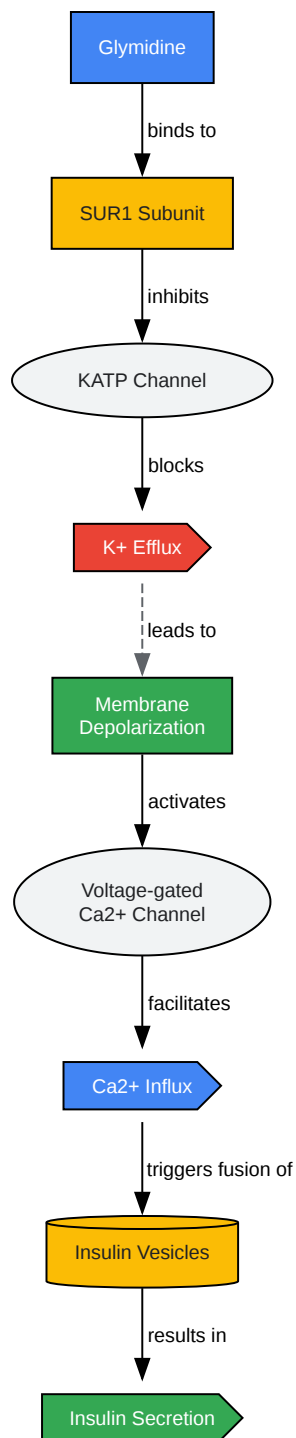 Glymidine
binds to
SUR1 Subunit
inhibits
KATP Channel
blocks
K+ Efflux
leads to
Membrane
Depolarization
activates
Voltage-gated
Ca2+ Channel
facilitates
Ca2+ Influx
triggers fusion of
Insulin Vesicles
results in
Insulin Secretion